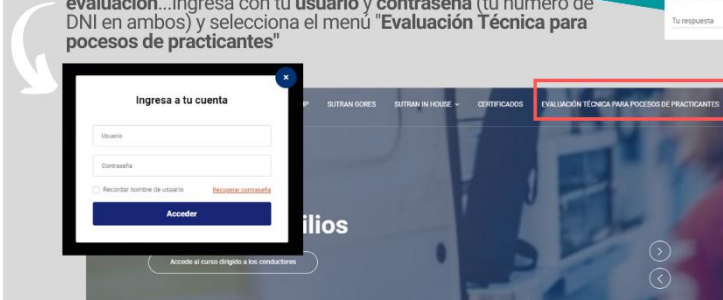 evaluación...Ingresa con tu usuario y contraseña (tu número de
DNI en ambos) y selecciona el menú "Evaluación Técnica para
pocesos de practicantes"
Tu respuesta
Ingresa a tu cuenta
Usuario
Contraseña
Recordar nombre de usuario Recuperar contraseña
Acceder
SUTRAN GORES SUTRAN IN HOUSE CERTIFICADOS EVALUACIÓN TÉCNICA PARA POCESOS DE PRACTICANTES
ilios
Accede al curso dirigido a los conductores